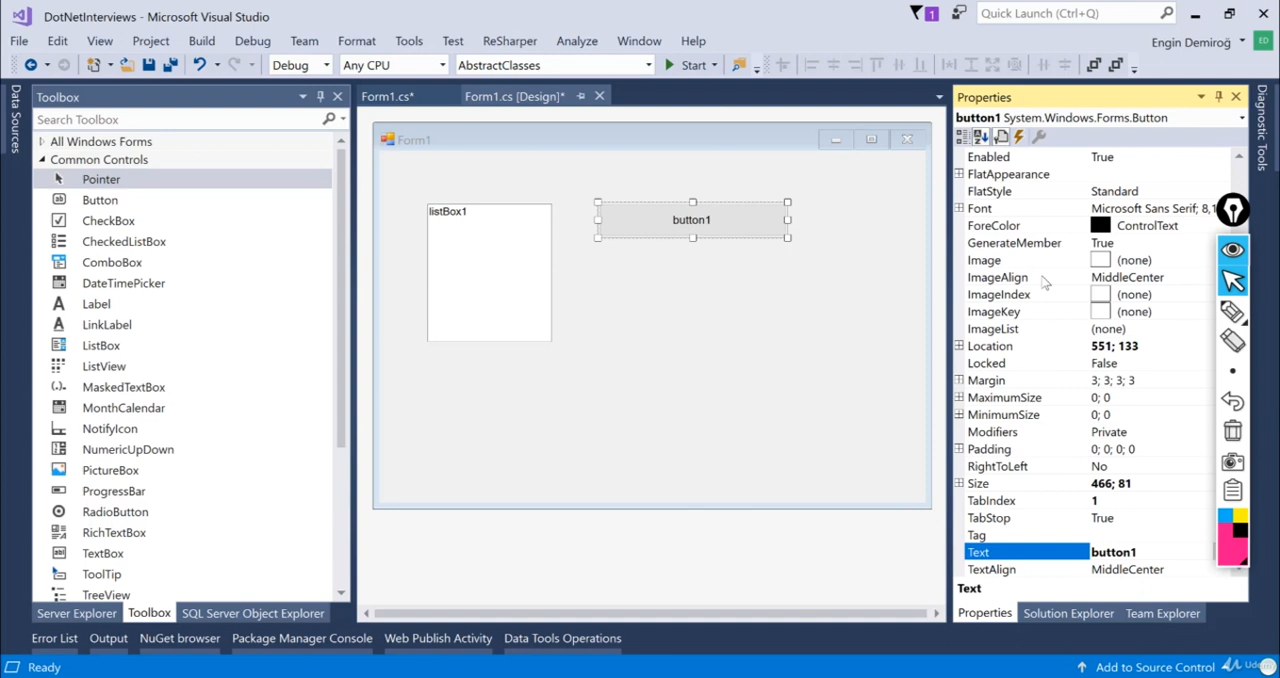 DotNetInterviews - Microsoft Visual Studio
1
Quick Launch (Ctrl+Q)
File Edit View Project Build Debug Team Format Tools Test ReSharper Analyze Window Help
Engin Demiroğ ED
Debug Any CPU AbstractClasses Start
Data Sources
Toolbox
Search Toolbox
All Windows Forms
Common Controls
Pointer
Button
CheckBox
CheckedListBox
ComboBox
DateTimePicker
Label
LinkLabel
ListBox
ListView
MaskedTextBox
MonthCalendar
NotifyIcon
NumericUpDown
PictureBox
ProgressBar
RadioButton
RichTextBox
TextBox
ToolTip
TreeView
Server Explorer Toolbox SQL Server Object Explorer
Form1.cs* Form1.cs [Design]*
Form1
listBox1
button1
Properties
button1 System.Windows.Forms.Button
Enabled True
FlatAppearance
FlatStyle Standard
Font Microsoft Sans Serif; 8,1
ForeColor ControlText
GenerateMember True
Image (none)
ImageAlign MiddleCenter
ImageIndex (none)
ImageKey (none)
ImageList (none)
Location 551; 133
Locked False
Margin 3; 3; 3; 3
MaximumSize 0; 0
MinimumSize 0; 0
Modifiers Private
Padding 0; 0; 0; 0
RightToLeft No
Size 466; 81
TabIndex 1
TabStop True
Tag
Text button1
TextAlign MiddleCenter
Text
Properties Solution Explorer Team Explorer
Diagnostic Tools
Error List Output NuGet browser Package Manager Console Web Publish Activity Data Tools Operations
Ready
Add to Source Control
Udemy